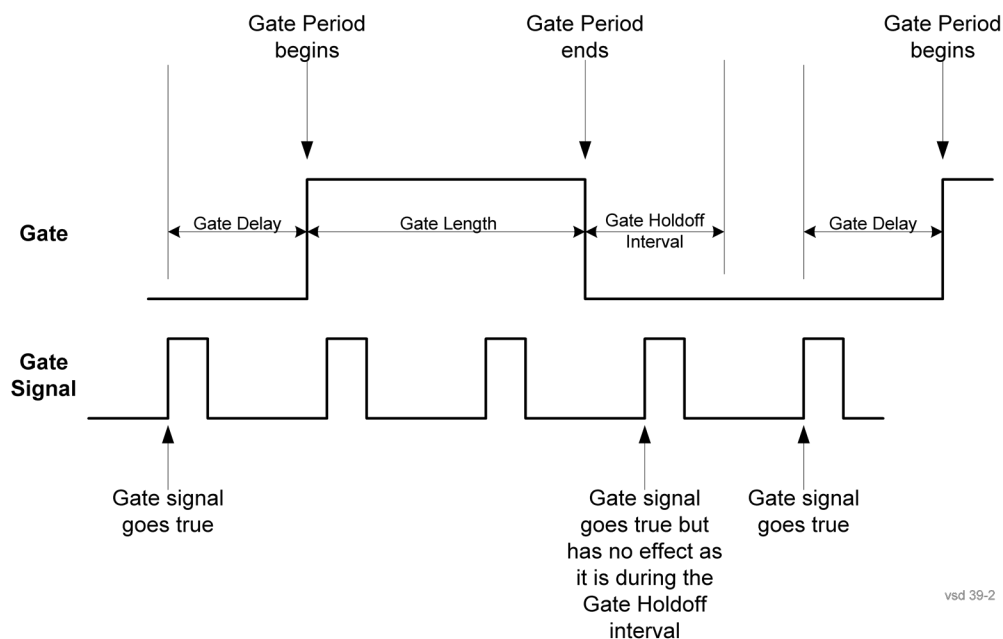 Gate Period
begins
Gate Period
ends
Gate Period
begins
Gate
Gate Delay
Gate Length
Gate Holdoff
Interval
Gate Delay
Gate
Signal
Gate signal
goes true
Gate signal
goes true but
has no effect as
it is during the
Gate Holdoff
interval
Gate signal
goes true
vsd 39-2